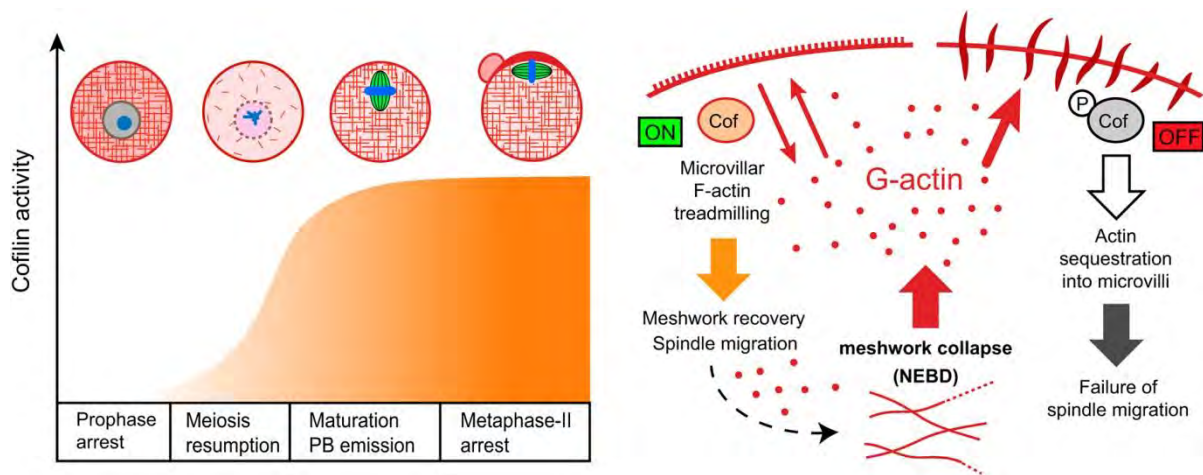 Cofilin activity
Prophase
arrest
Meiosis
resumption
Maturation
PB emission
Metaphase-II
arrest
ON
Cof
Microvillar
F-actin
treadmilling
Meshwork recovery
Spindle migration
G-actin
meshwork collapse
(NEBD)
P
Cof
OFF
Actin
sequestration
into microvilli
Failure of
spindle migration